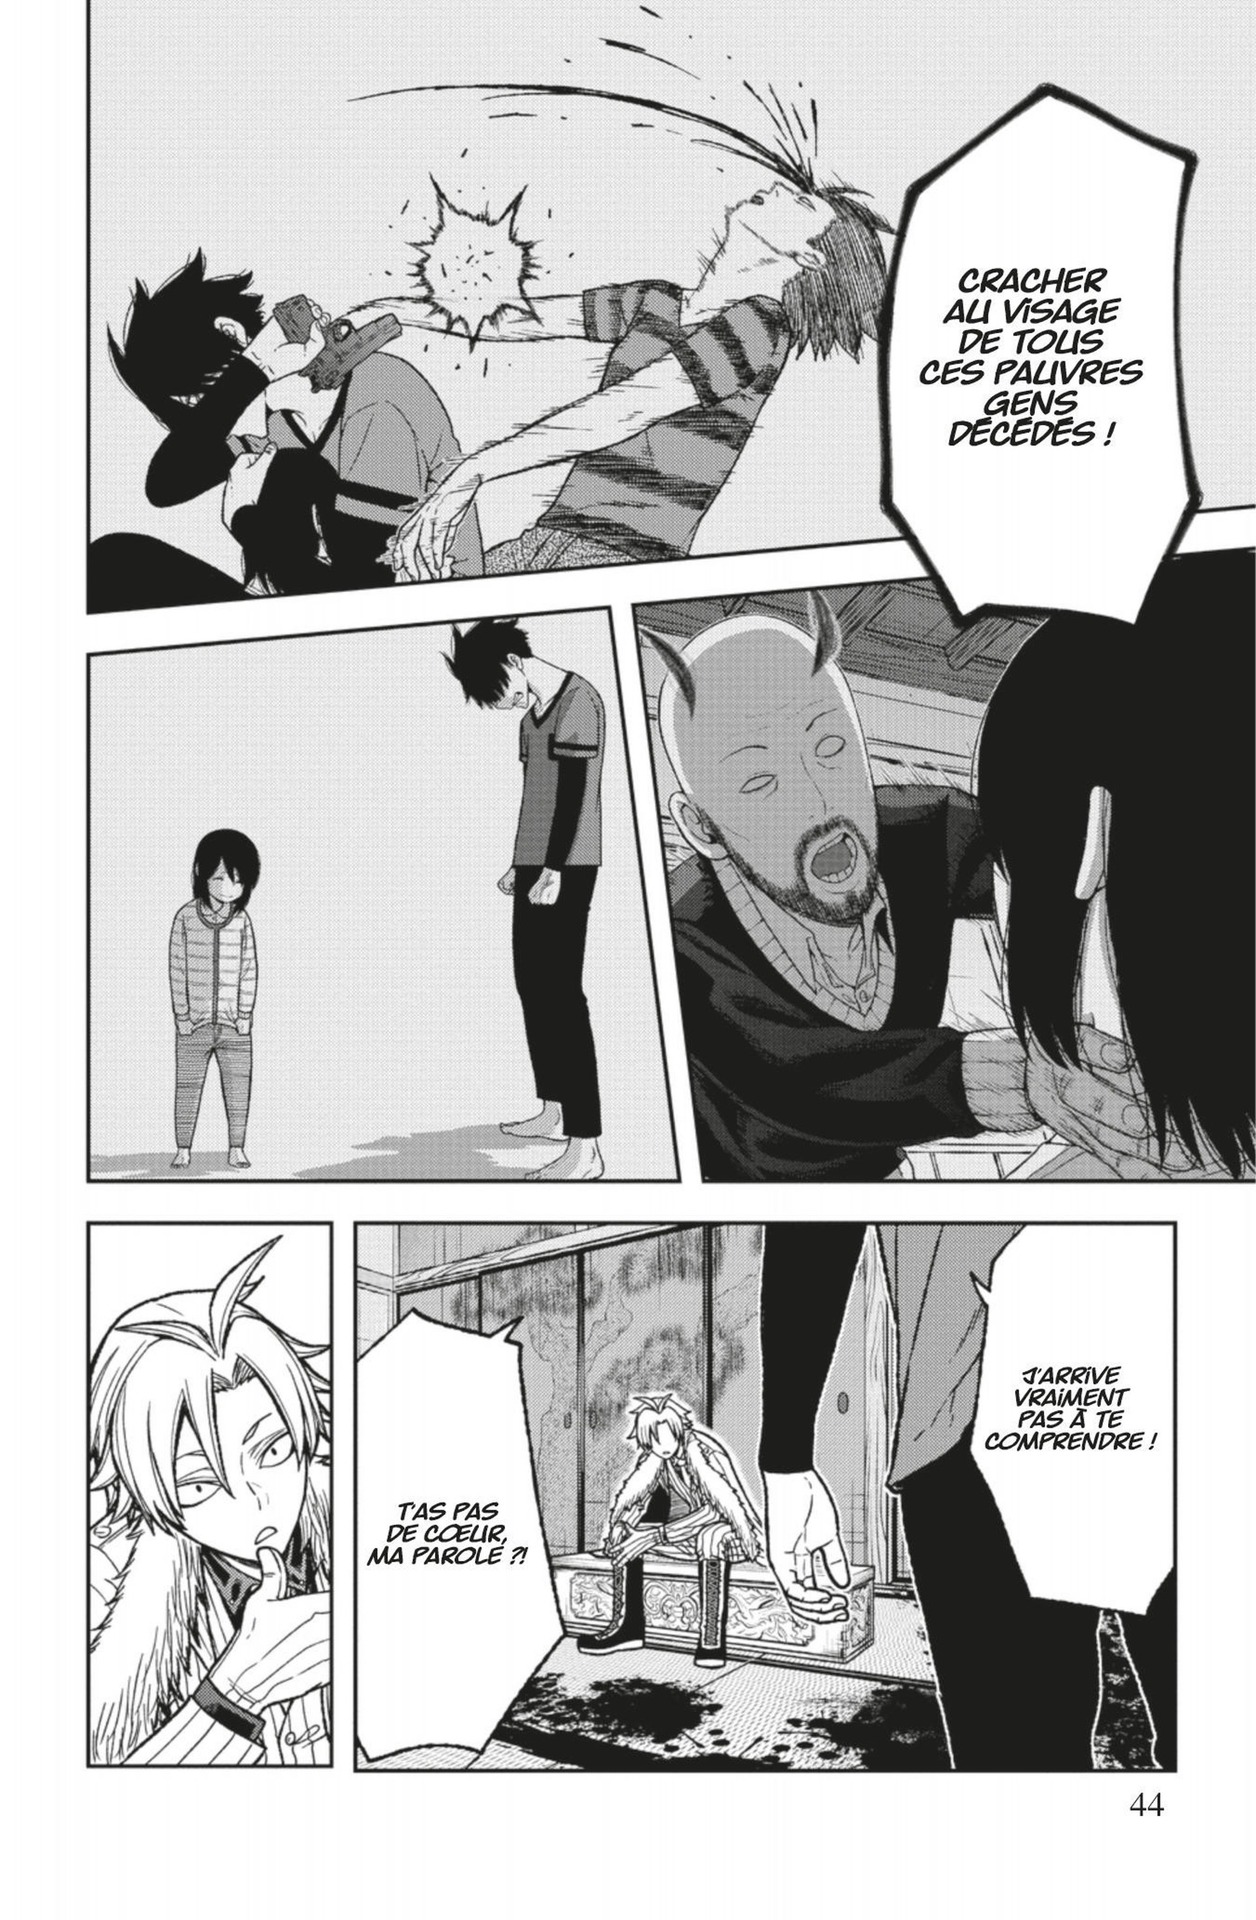 CRACHER
AU VISAGE
DE TOUS
CES PAUVRES
GENS
DÉCÉDÉS !
J'ARRIVE
VRAIMENT
PAS À TE
COMPRENDRE !
T'AS PAS
DE CŒUR,
MA PAROLE ?!
44